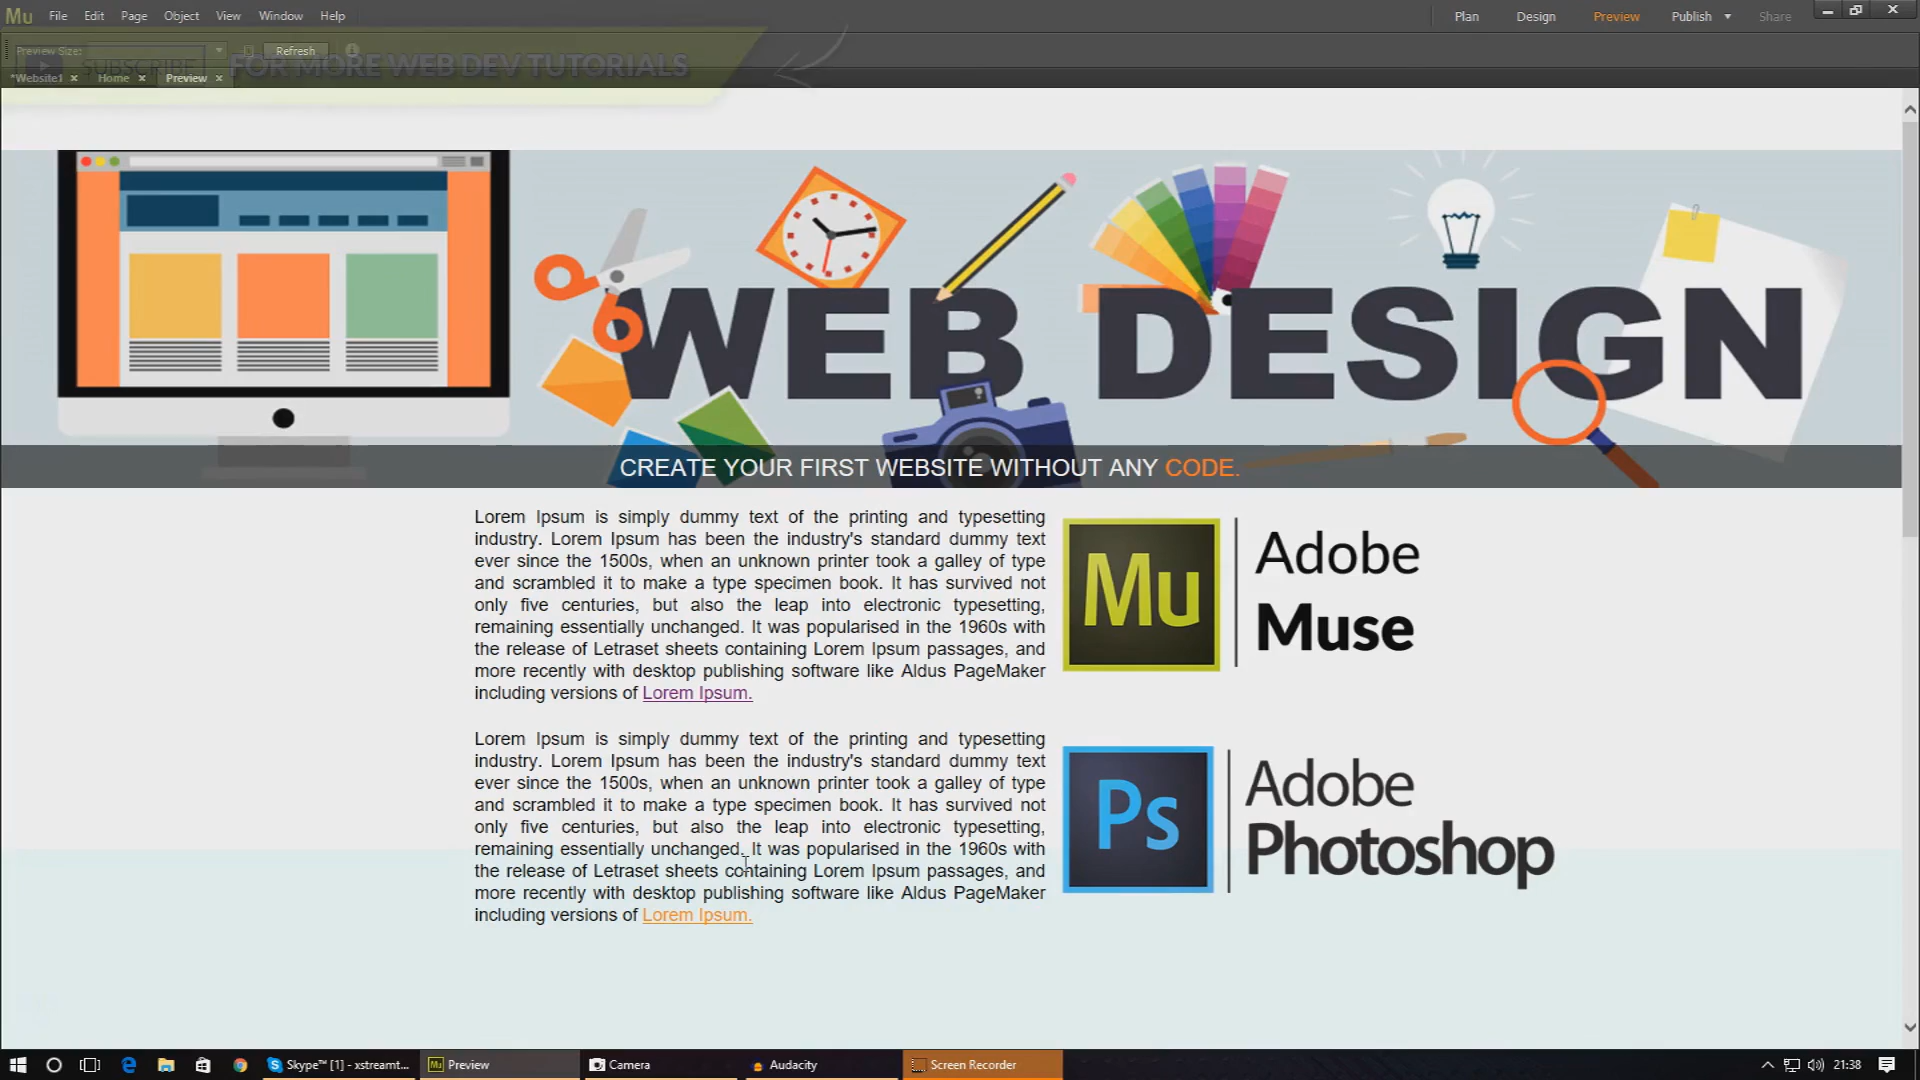 Mu File Edit Page Object View Window Help
Plan Design Preview Publish Share
Preview Size: Refresh
SUBSCRIBE FOR MORE WEB DEV TUTORIALS
*Website1 Home Preview
WEB DESIGN
CREATE YOUR FIRST WEBSITE WITHOUT ANY CODE.
Lorem Ipsum is simply dummy text of the printing and typesetting
industry. Lorem Ipsum has been the industry's standard dummy text
ever since the 1500s, when an unknown printer took a galley of type
and scrambled it to make a type specimen book. It has survived not
only five centuries, but also the leap into electronic typesetting,
remaining essentially unchanged. It was popularised in the 1960s with
the release of Letraset sheets containing Lorem Ipsum passages, and
more recently with desktop publishing software like Aldus PageMaker
including versions of Lorem Ipsum.
Mu
Adobe
Muse
Lorem Ipsum is simply dummy text of the printing and typesetting
industry. Lorem Ipsum has been the industry's standard dummy text
ever since the 1500s, when an unknown printer took a galley of type
and scrambled it to make a type specimen book. It has survived not
only five centuries, but also the leap into electronic typesetting,
remaining essentially unchanged. It was popularised in the 1960s with
the release of Letraset sheets containing Lorem Ipsum passages, and
more recently with desktop publishing software like Aldus PageMaker
including versions of Lorem Ipsum.
Ps
Adobe
Photoshop
Skype™ [1] - xstreamt... Mu Preview Camera Audacity Screen Recorder 21:38